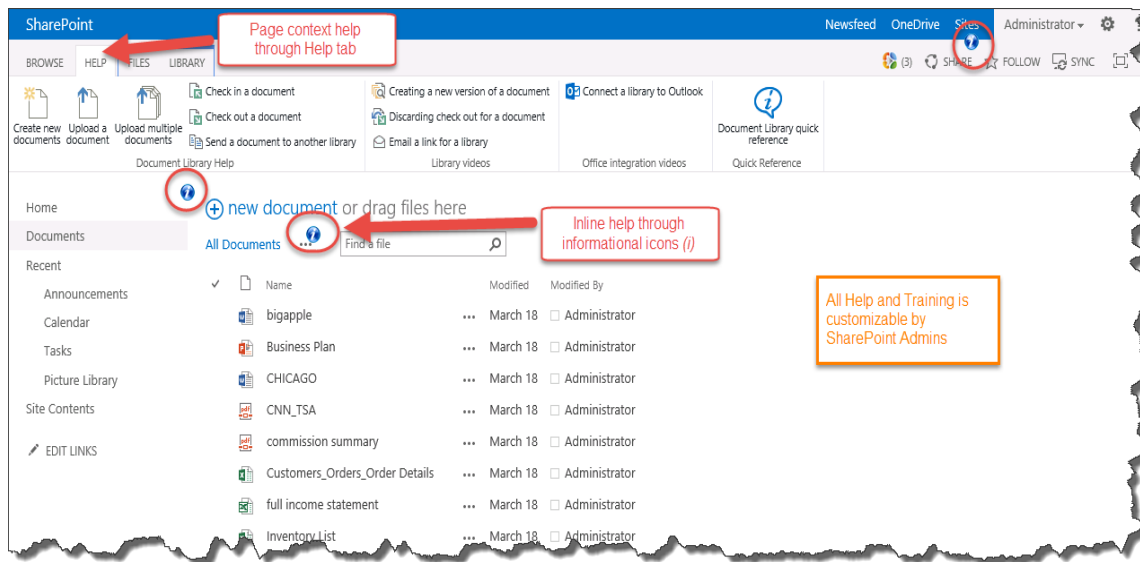 SharePoint
Newsfeed OneDrive Sites Administrator
Page context help
through Help tab
BROWSE HELP FILES LIBRARY
(3) SHARE FOLLOW SYNC
Create new
documents
Upload a
document
Upload multiple
documents
Check in a document
Check out a document
Send a document to another library
Document Library Help
Creating a new version of a document
Discarding check out for a document
Email a link for a library
Library videos
Connect a library to Outlook
Office integration videos
Document Library quick
reference
Quick Reference
Home
Documents
Recent
Announcements
Calendar
Tasks
Picture Library
Site Contents
EDIT LINKS
new document or drag files here
All Documents ... Find a file
Inline help through
informational icons (i)
All Help and Training is
customizable by
SharePoint Admins
Name Modified Modified By
bigapple ... March 18 Administrator
Business Plan ... March 18 Administrator
CHICAGO ... March 18 Administrator
CNN_TSA ... March 18 Administrator
commission summary ... March 18 Administrator
Customers_Orders_Order Details ... March 18 Administrator
full income statement ... March 18 Administrator
Inventory List ... March 18 Administrator